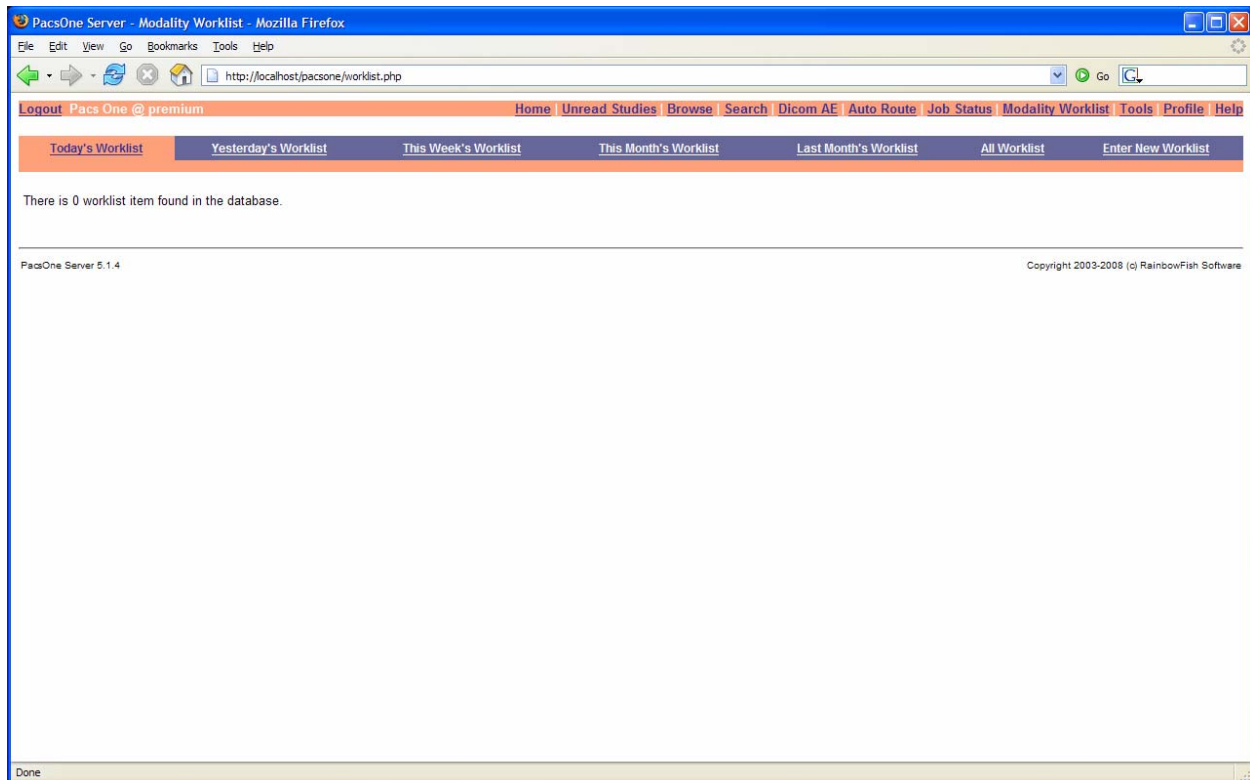 PacsOne Server - Modality Worklist - Mozilla Firefox
File Edit View Go Bookmarks Tools Help
http://localhost/pacsone/worklist.php Go G
Logout Pacs One @ premium Home | Unread Studies | Browse | Search | Dicom AE | Auto Route | Job Status | Modality Worklist | Tools | Profile | Help
Today's Worklist Yesterday's Worklist This Week's Worklist This Month's Worklist Last Month's Worklist All Worklist Enter New Worklist
There is 0 worklist item found in the database.
PacsOne Server 5.1.4 Copyright 2003-2008 (c) RainbowFish Software
Done